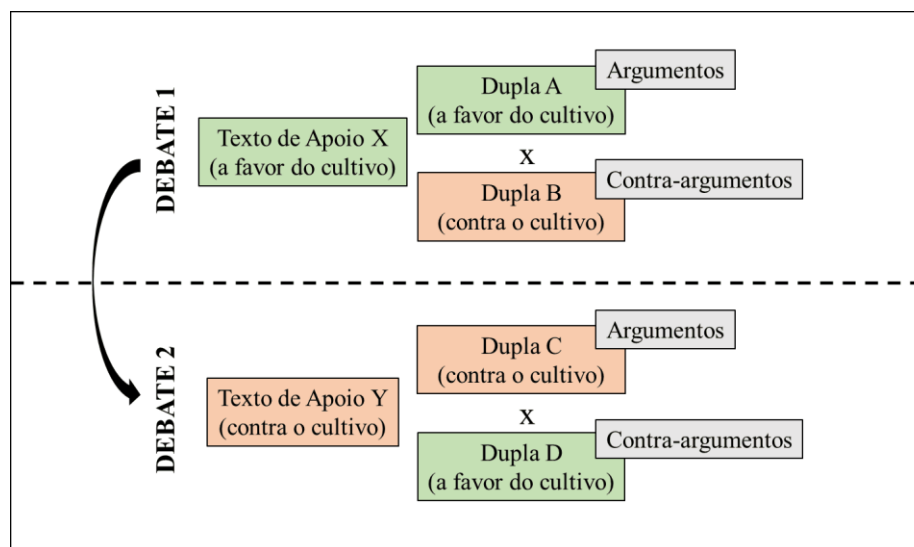 DEBATE 1
Texto de Apoio X
(a favor do cultivo)
Dupla A
(a favor do cultivo)
Argumentos
x
Dupla B
(contra o cultivo)
Contra-argumentos
DEBATE 2
Texto de Apoio Y
(contra o cultivo)
Dupla C
(contra o cultivo)
Argumentos
x
Dupla D
(a favor do cultivo)
Contra-argumentos